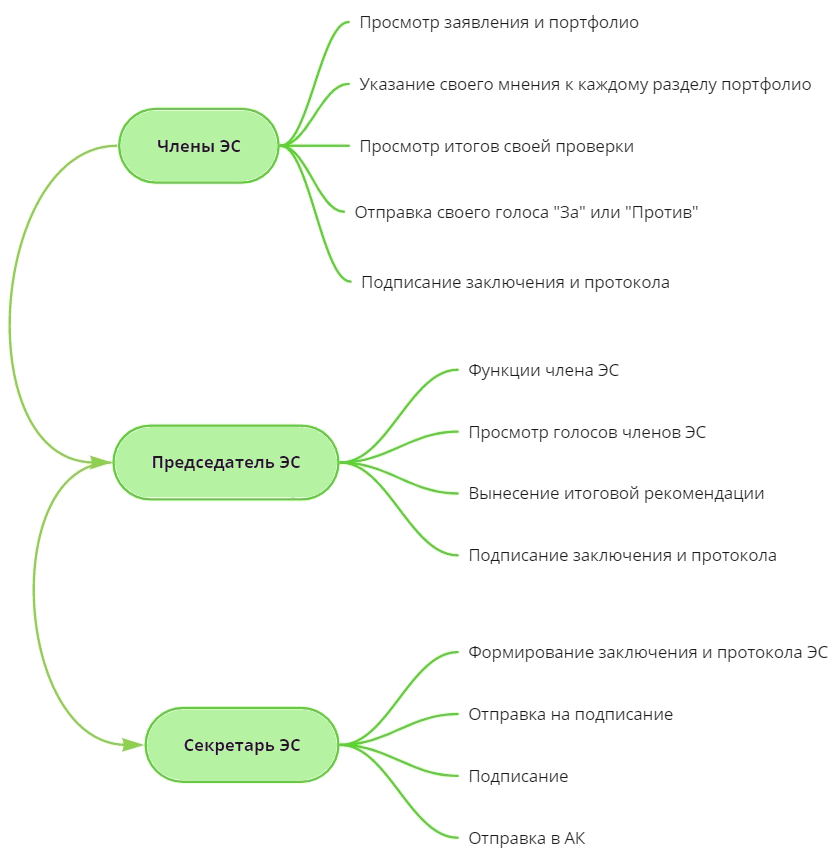 Члены ЭС
Просмотр заявления и портфолио
Указание своего мнения к каждому разделу портфолио
Просмотр итогов своей проверки
Отправка своего голоса "За" или "Против"
Подписание заключения и протокола
Председатель ЭС
Функции члена ЭС
Просмотр голосов членов ЭС
Вынесение итоговой рекомендации
Подписание заключения и протокола
Секретарь ЭС
Формирование заключения и протокола ЭС
Отправка на подписание
Подписание
Отправка в АК